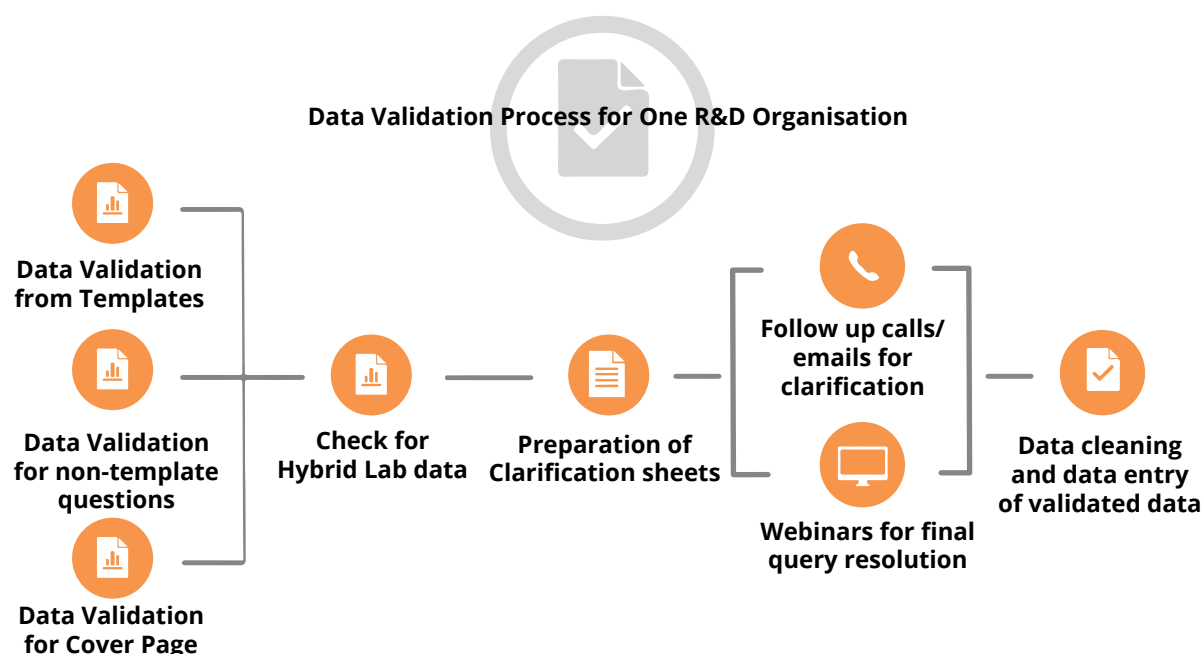 Data Validation Process for One R&D Organisation
Data Validation
from Templates
Data Validation
for non-template
questions
Data Validation
for Cover Page
Check for
Hybrid Lab data
Preparation of
Clarification sheets
Follow up calls/
emails for
clarification
Webinars for final
query resolution
Data cleaning
and data entry
of validated data